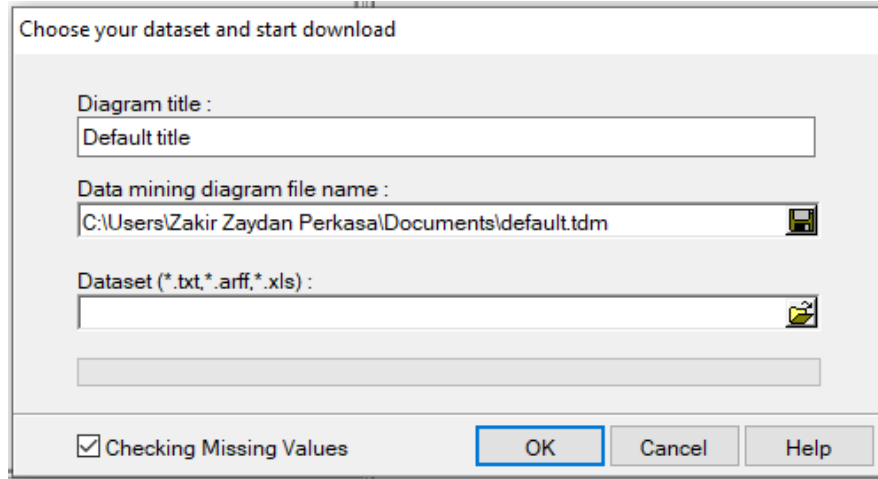 Choose your dataset and start download
Diagram title :
Default title
Data mining diagram file name :
C:\Users\Zakir Zaydan Perkasa\Documents\default.tdm
Dataset (*.txt,*.arff,*.xls) :
Checking Missing Values
OK
Cancel
Help